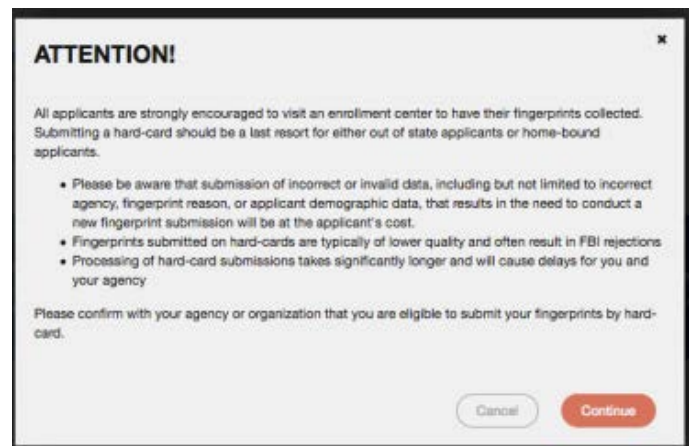 ATTENTION!
All applicants are strongly encouraged to visit an enrollment center to have their fingerprints collected.
Submitting a hard-card should be a last resort for either out of state applicants or home-bound
applicants.
• Please be aware that submission of incorrect or invalid data, including but not limited to incorrect
agency, fingerprint reason, or applicant demographic data, that results in the need to conduct a
new fingerprint submission will be at the applicant's cost.
• Fingerprints submitted on hard-cards are typically of lower quality and often result in FBI rejections
• Processing of hard-card submissions takes significantly longer and will cause delays for you and
your agency
Please confirm with your agency or organization that you are eligible to submit your fingerprints by hard-
card.
Cancel Continue